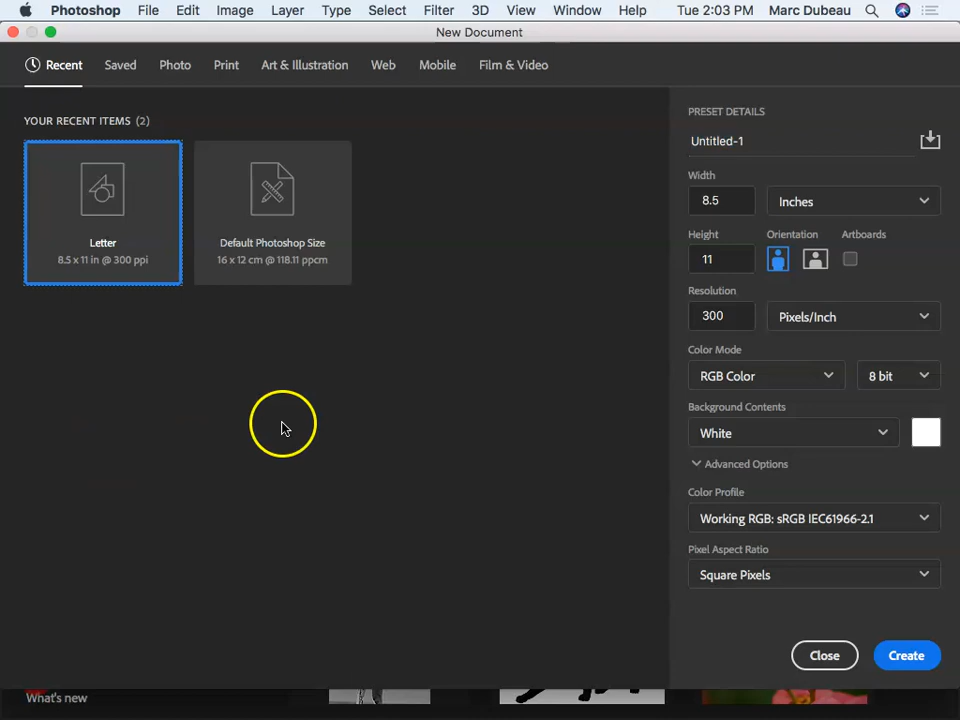 Photoshop File Edit Image Layer Type Select Filter 3D View Window Help Tue 2:03 PM Marc Dubeau
New Document
Recent Saved Photo Print Art & Illustration Web Mobile Film & Video
YOUR RECENT ITEMS (2)
Letter
8.5 x 11 in @ 300 ppi
Default Photoshop Size
16 x 12 cm @ 118.11 ppcm
PRESET DETAILS
Untitled-1
Width
8.5 Inches
Height Orientation Artboards
11
Resolution
300 Pixels/Inch
Color Mode
RGB Color 8 bit
Background Contents
White
Advanced Options
Color Profile
Working RGB: sRGB IEC61966-2.1
Pixel Aspect Ratio
Square Pixels
Close Create
What's new